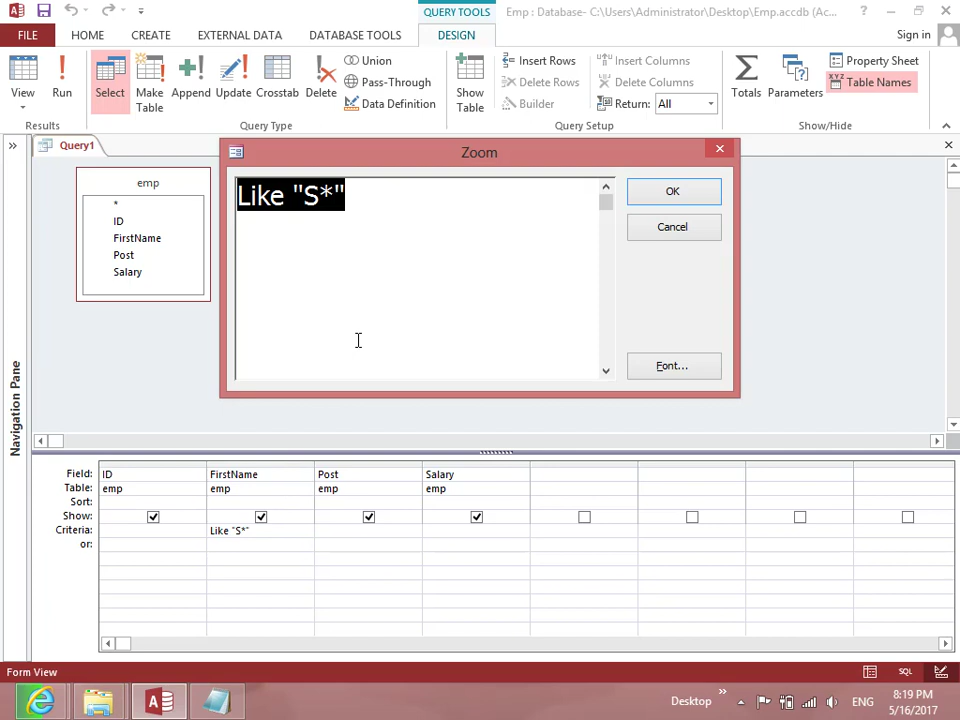 QUERY TOOLS
Emp : Database- C:\Users\Administrator\Desktop\Emp.accdb (Ac...
?
FILE
HOME
CREATE
EXTERNAL DATA
DATABASE TOOLS
DESIGN
Sign in
View
Run
Select
Make
Table
Append
Update
Crosstab
Delete
Union
Pass-Through
Data Definition
Show
Table
Insert Rows
Delete Rows
Builder
Insert Columns
Delete Columns
Return:
All
Totals
Parameters
Property Sheet
XYZ
Table Names
Results
Query Type
Query Setup
Show/Hide
Query1
emp
*
ID
FirstName
Post
Salary
Zoom
Like "S*"
OK
Cancel
Font...
Navigation Pane
Field:
ID
FirstName
Post
Salary
Table:
emp
emp
emp
emp
Sort:
Show:
Criteria:
Like "S*"
or:
Form View
SQL
Desktop
ENG
8:19 PM
5/16/2017